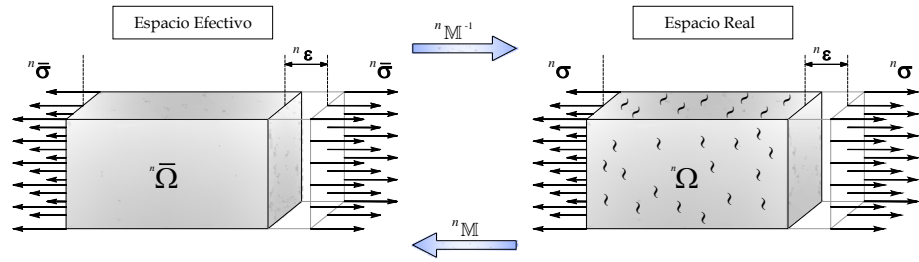 Espacio Efectivo
ⁿ𝕄⁻¹
Espacio Real
ⁿσ̄
ⁿε
ⁿσ̄
ⁿσ
ⁿε
ⁿσ
ⁿΩ̄
ⁿΩ
ⁿ𝕄